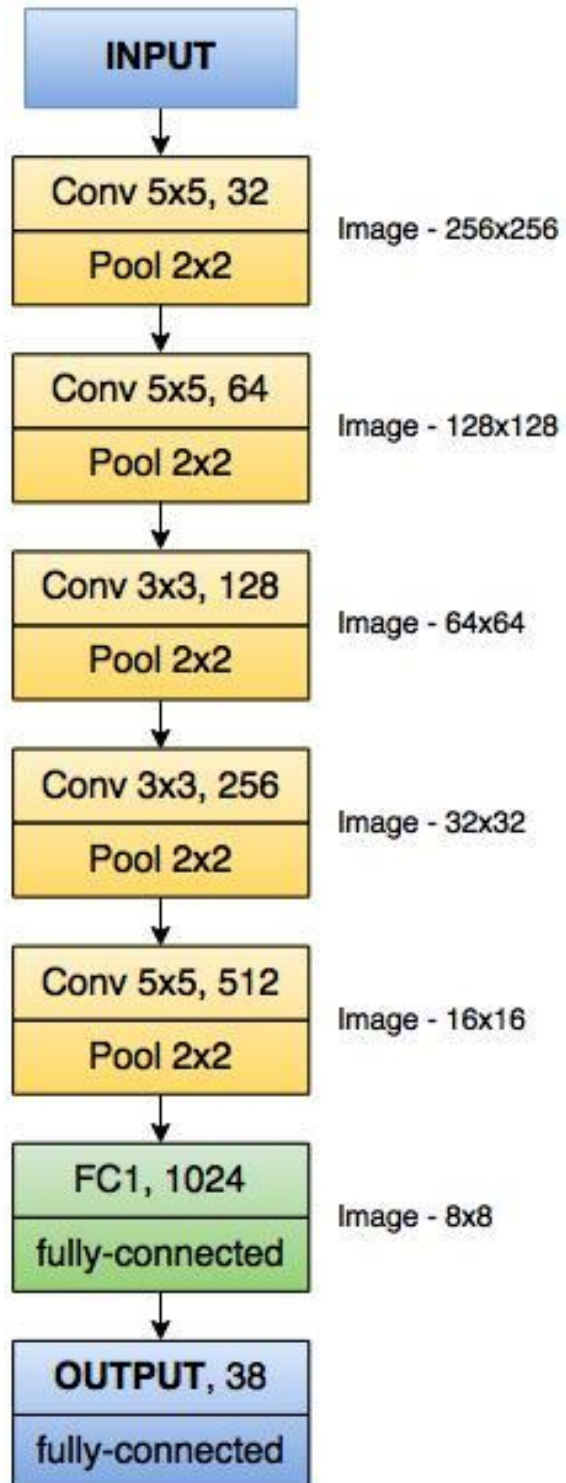 INPUT
Conv 5x5, 32
Image - 256x256
Pool 2x2
Conv 5x5, 64
Image - 128x128
Pool 2x2
Conv 3x3, 128
Image - 64x64
Pool 2x2
Conv 3x3, 256
Image - 32x32
Pool 2x2
Conv 5x5, 512
Image - 16x16
Pool 2x2
FC1, 1024
Image - 8x8
fully-connected
OUTPUT, 38
fully-connected